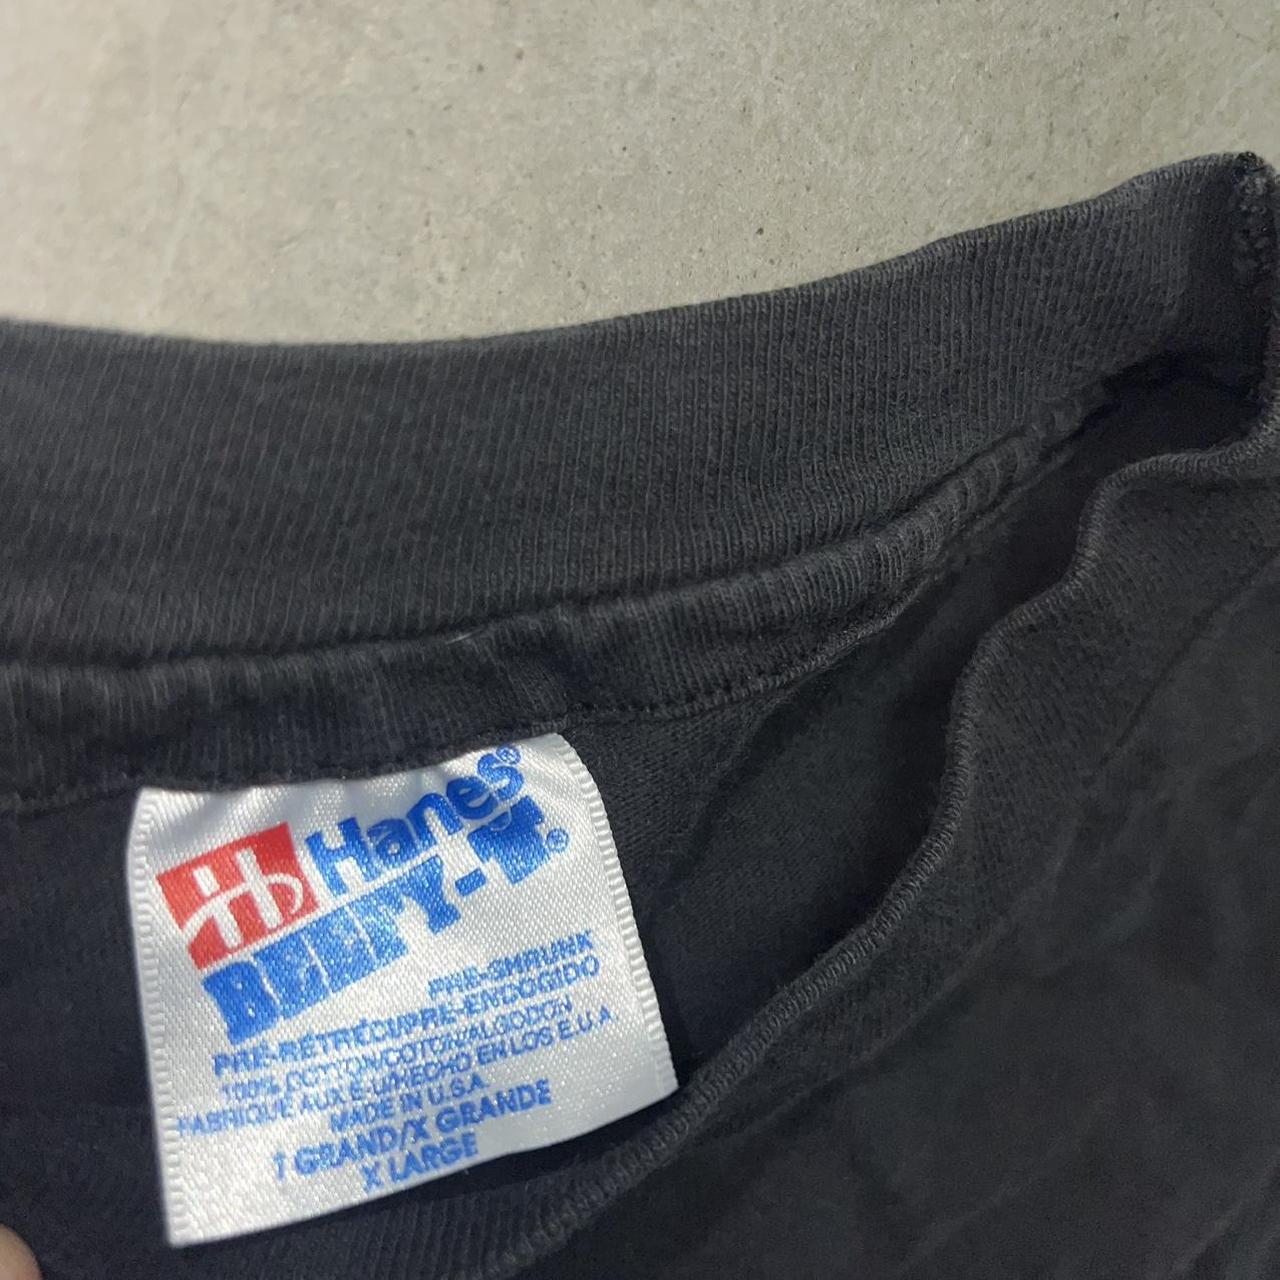 Hanes®
BEEFY-T®
PRE-SHRUNK
PRE-RÉTRÉCI/PRE-ENCOGIDO
100% COTTON/COTON/ALGODON
FABRIQUÉ AUX É-U/HECHO EN LOS E.U.A
MADE IN U.S.A.
T GRAND/X GRANDE
X LARGE